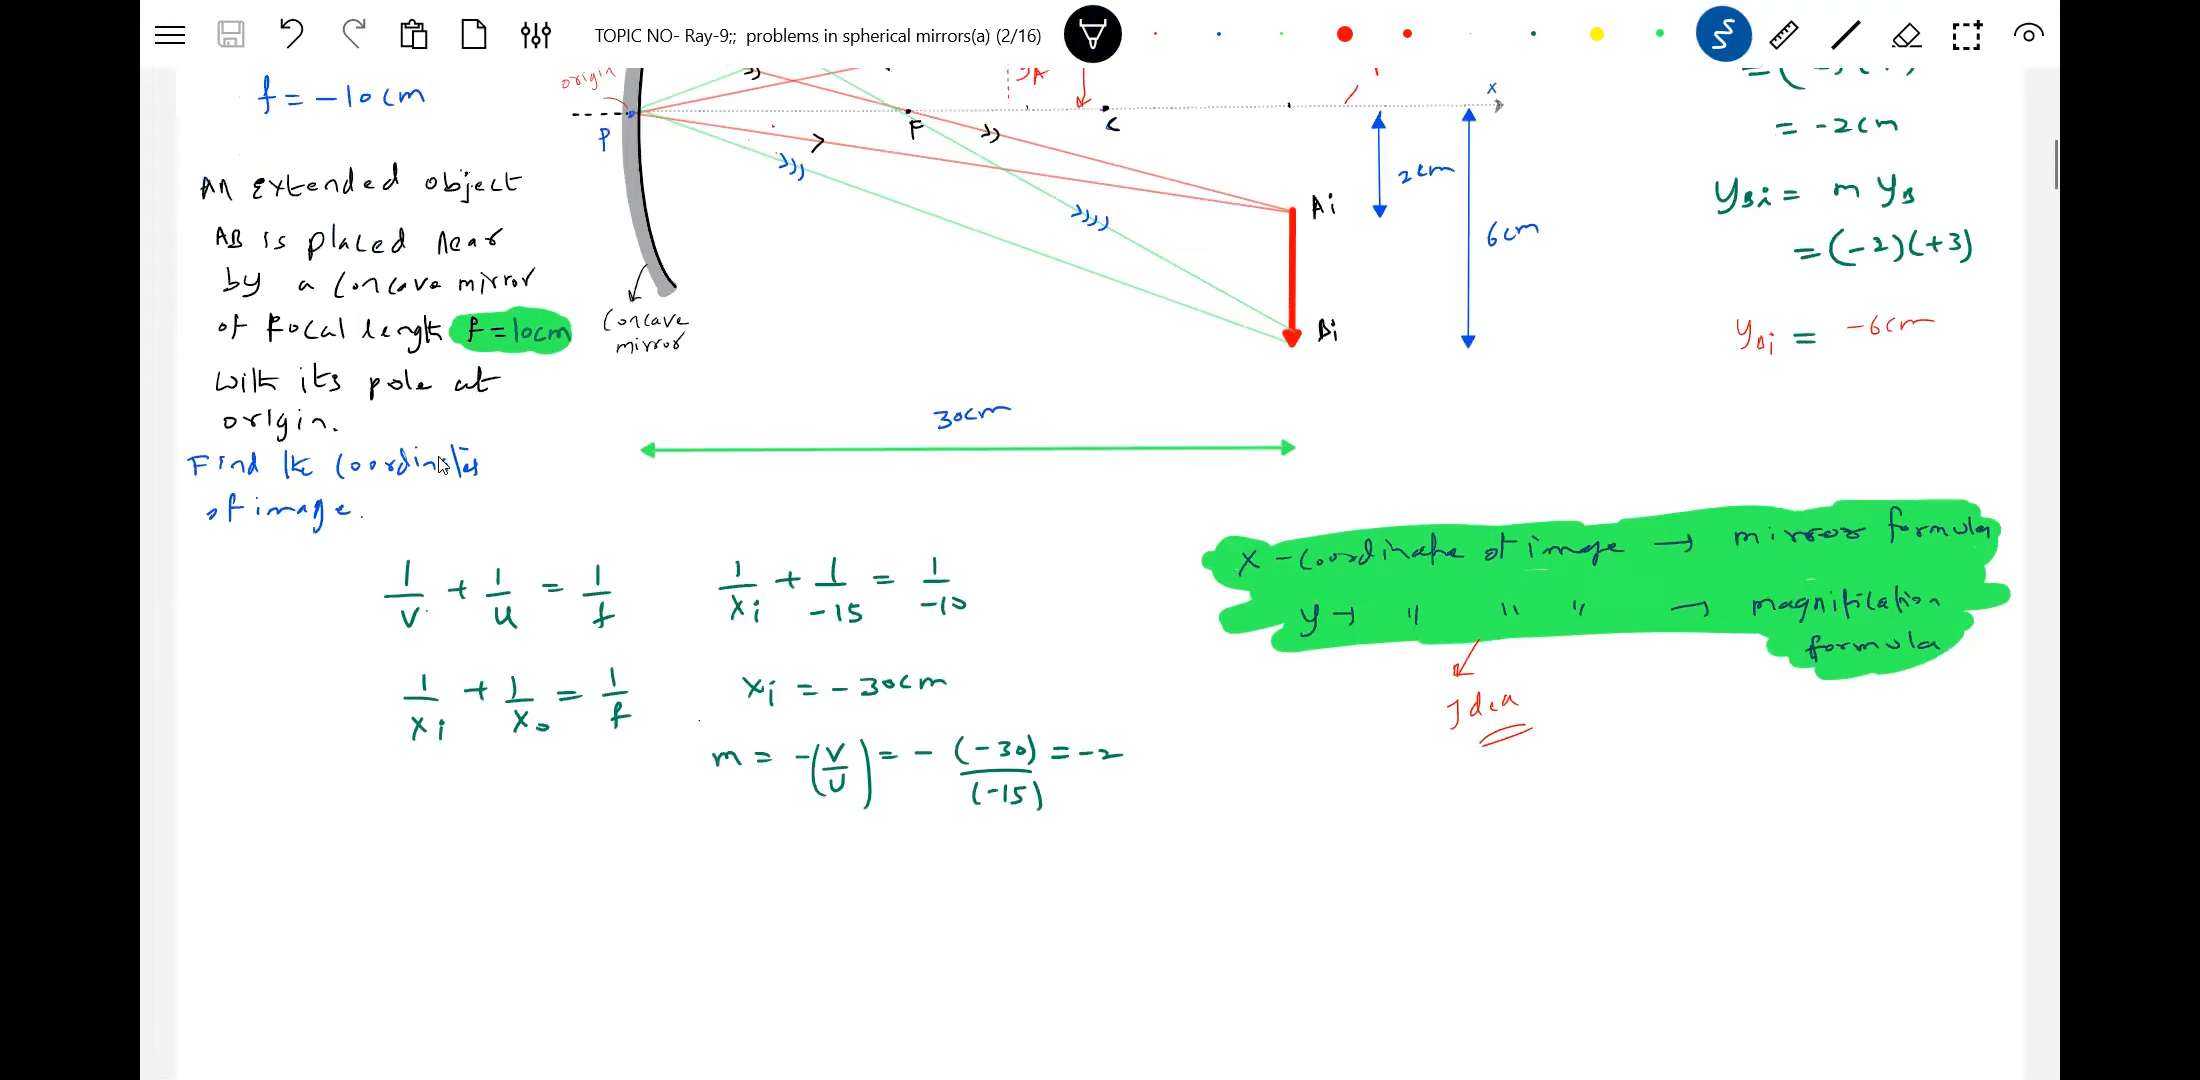 TOPIC NO- Ray-9;; problems in spherical mirrors(a) (2/16)
origin
f = -10cm
P
F
C
x
= -2cm
2cm
6cm
Ai
Bi
An Extended object
AB is placed near
by a Concave mirror
of Focal length f = 10cm
with its pole at
origin.
Find the coordinates
of image.
Concave
mirror
yBi = m yB
= (-2)(+3)
yBi = -6cm
30cm
1/v + 1/u = 1/f
1/xi + 1/-15 = 1/-10
1/xi + 1/xo = 1/f
xi = -30cm
m = -(v/u) = - (-30)/(-15) = -2
X - coordinate of image → mirror formula
y → " " " → magnification
formula
Idea